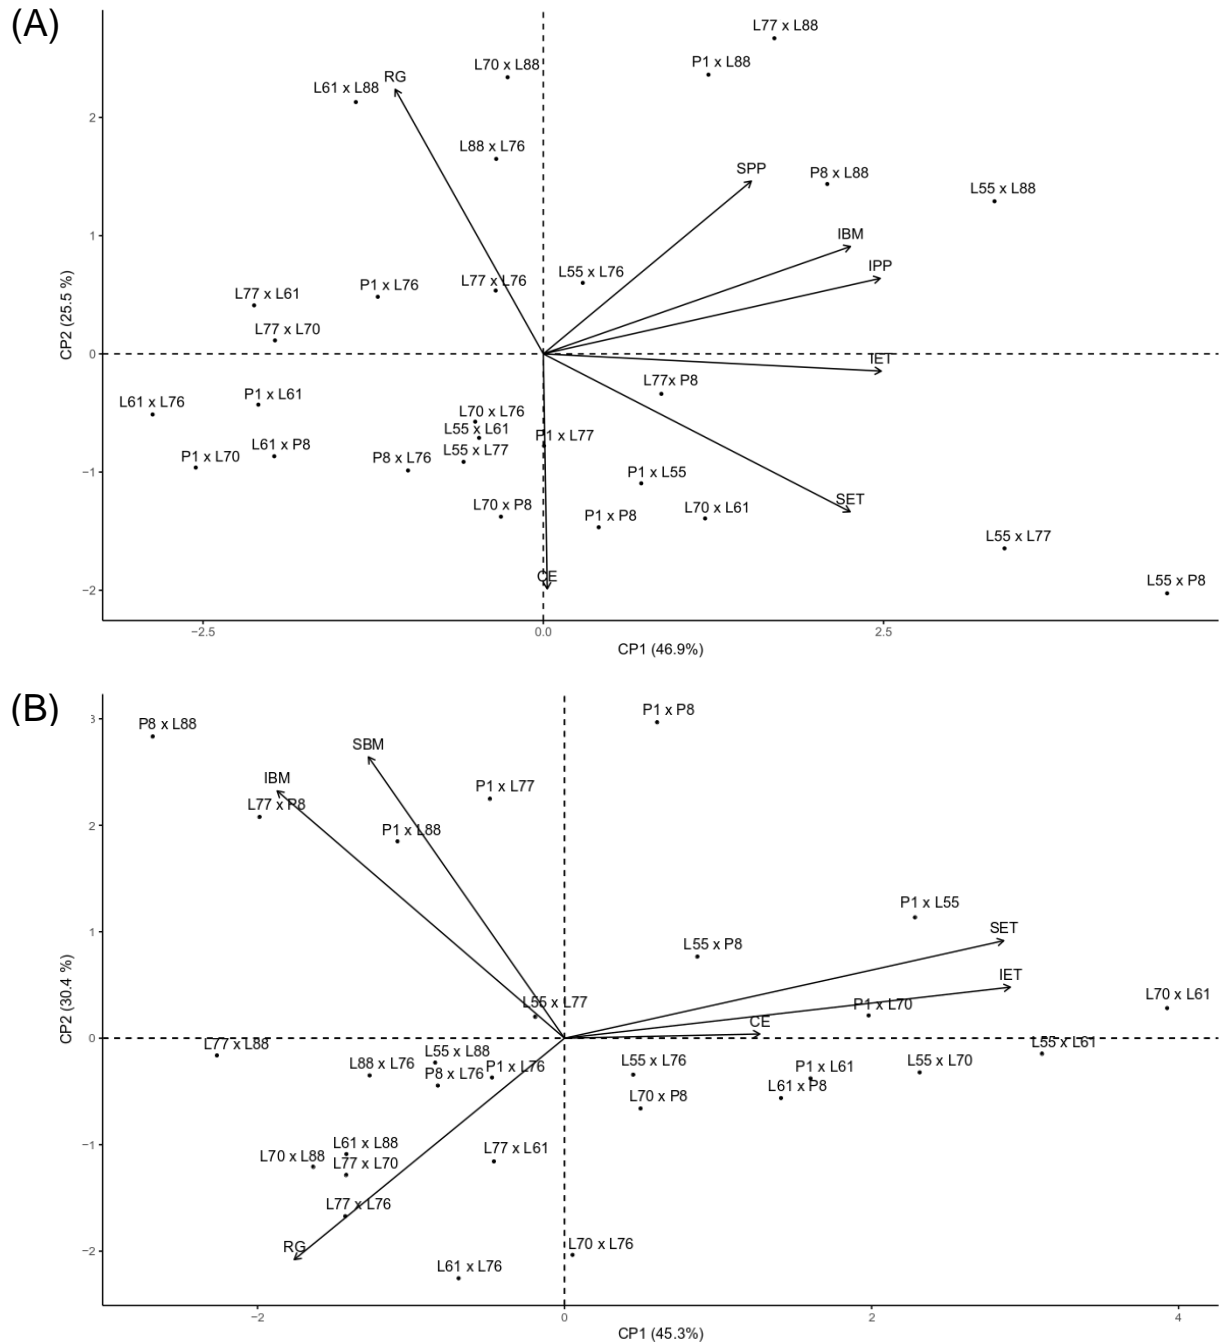 (A)
L77 x L88
L70 x L88
P1 x L88
RG
L61 x L88
2
L88 x L76
SPP
P8 x L88
L55 x L88
1
IBM
IPP
L55 x L76
L77 x L76
P1 x L76
L77 x L61
L77 x L70
CP2 (25.5 %)
0
IET
L77x P8
P1 x L61
L61 x L76
L70 x L76
L55 x L61
P1 x L77
L61 x P8
P1 x L70
P8 x L76
L55 x L77
−1
P1 x L55
SET
L70 x P8
P1 x P8
L70 x L61
L55 x L77
CE
L55 x P8
−2
−2.5
0.0
2.5
CP1 (46.9%)
(B)
3
P8 x L88
P1 x P8
SBM
IBM
P1 x L77
L77 x P8
2
P1 x L88
1
P1 x L55
SET
L55 x P8
IET
CP2 (30.4 %)
L55 x L77
P1 x L70
L70 x L61
CE
0
L77 x L88
L55 x L61
L88 x L76
L55 x L88
P8 x L76
P1 x L76
L55 x L76
P1 x L61
L55 x L70
L61 x P8
L70 x P8
−1
L61 x L88
L77 x L61
L70 x L88
L77 x L70
L77 x L76
RG
−2
L70 x L76
L61 x L76
−2
0
2
4
CP1 (45.3%)